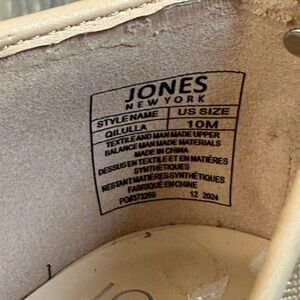 JONES
NEW YORK
STYLE NAME US SIZE
QILULLA 10M
TEXTILE AND MAN MADE UPPER
BALANCE MAN MADE MATERIALS
MADE IN CHINA
DESSUS EN TEXTILE ET EN MATIÈRES
SYNTHÉTIQUES
RESTANT MATIÈRES SYNTHÉTIQUES
FABRIQUÉ EN CHINE
PO#373269 12 2024